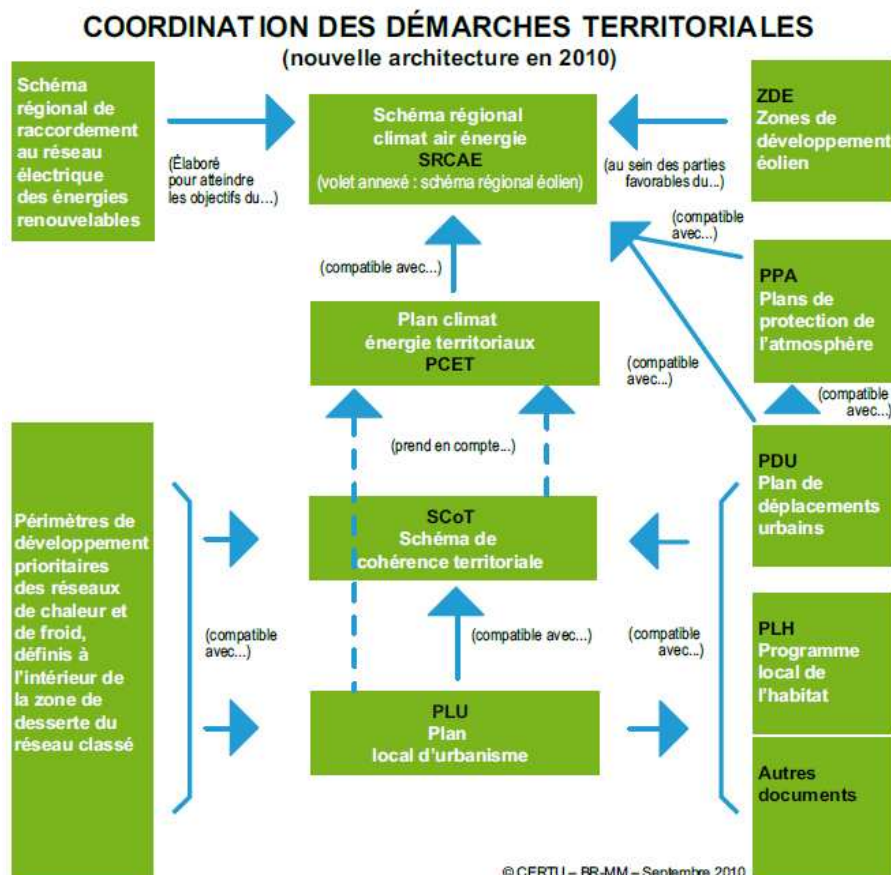 COORDINATION DES DÉMARCHES TERRITORIALES
(nouvelle architecture en 2010)
Schéma
régional de
raccordement
au réseau
électrique
des énergies
renouvelables
(Élaboré
pour atteindre
les objectifs du...)
Schéma régional
climat air énergie
SRCAE
(volet annexé : schéma régional éolien)
(au sein des parties
favorables du...)
ZDE
Zones de
développement
éolien
(compatible
avec...)
(compatible avec...)
PPA
Plans de
protection de
l'atmosphère
Plan climat
énergie territoriaux
PCET
(compatible
avec...)
(compatible
avec...)
(prend en compte...)
PDU
Plan de
déplacements
urbains
Périmètres de
développement
prioritaires
des réseaux
de chaleur et
de froid,
définis à
l'intérieur de
la zone de
desserte du
réseau classé
SCoT
Schéma de
cohérence territoriale
(compatible
avec...)
(compatible avec...)
(compatible
avec...)
PLH
Programme
local de
l'habitat
PLU
Plan
local d'urbanisme
Autres
documents
© CERTU – BR-MM – Septembre 2010